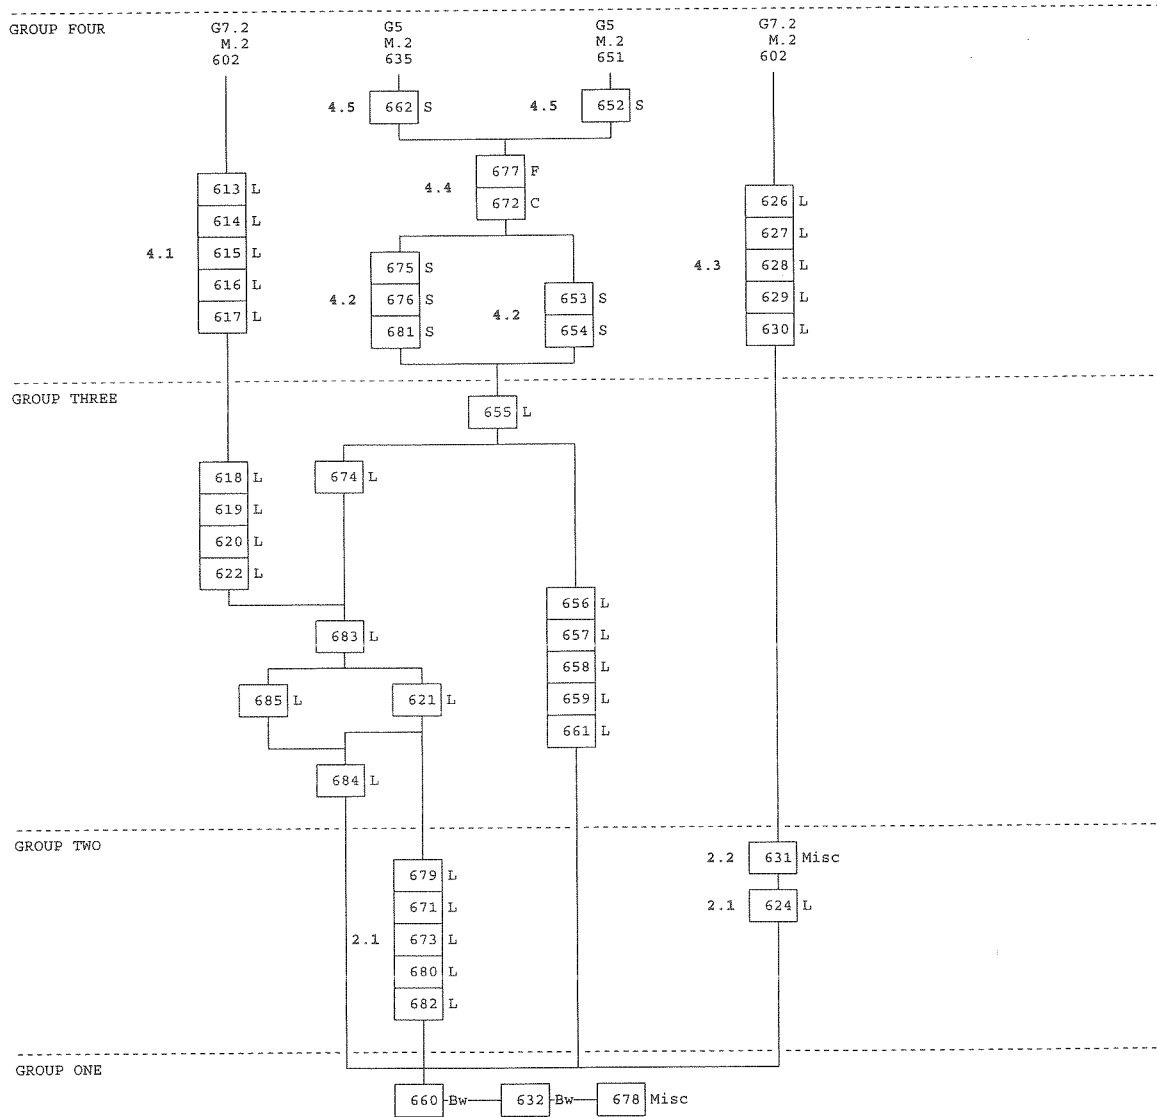 GROUP FOUR
G7.2 G5 G5 G7.2
M.2 M.2 M.2 M.2
602 635 651 602
4.5 662 S 4.5 652 S
677 F
4.4
672 C
613 L
614 L
4.1 615 L
616 L
617 L
675 S
4.2 676 S
681 S
653 S
4.2
654 S
626 L
627 L
4.3 628 L
629 L
630 L
GROUP THREE
655 L
618 L 674 L
619 L
620 L
622 L
656 L
683 L 657 L
658 L
685 L 621 L 659 L
661 L
684 L
GROUP TWO
2.2 631 Misc
679 L
671 L 2.1 624 L
2.1 673 L
680 L
682 L
GROUP ONE
660 Bw 632 Bw 678 Misc